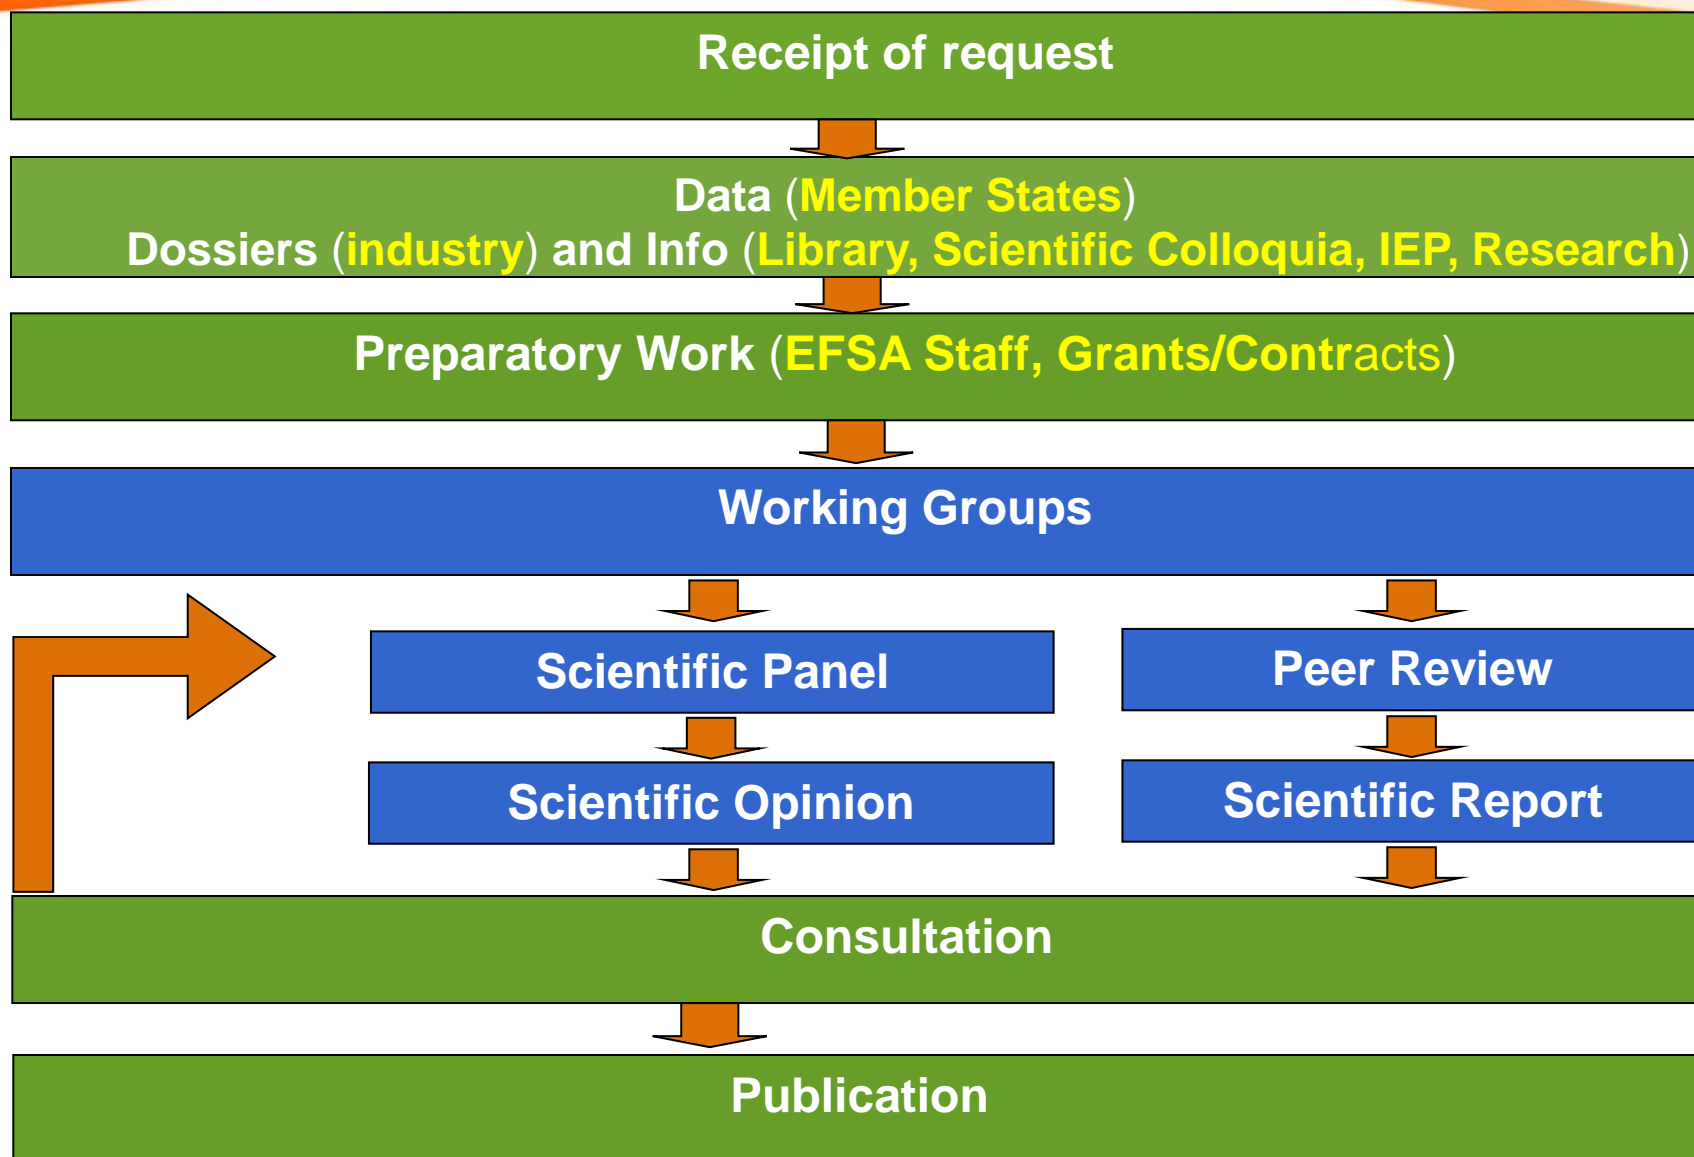 Receipt of request
Data (Member States)
Dossiers (industry) and Info (Library, Scientific Colloquia, IEP, Research)
Preparatory Work (EFSA Staff, Grants/Contracts)
Working Groups
Scientific Panel
Peer Review
Scientific Opinion
Scientific Report
Consultation
Publication